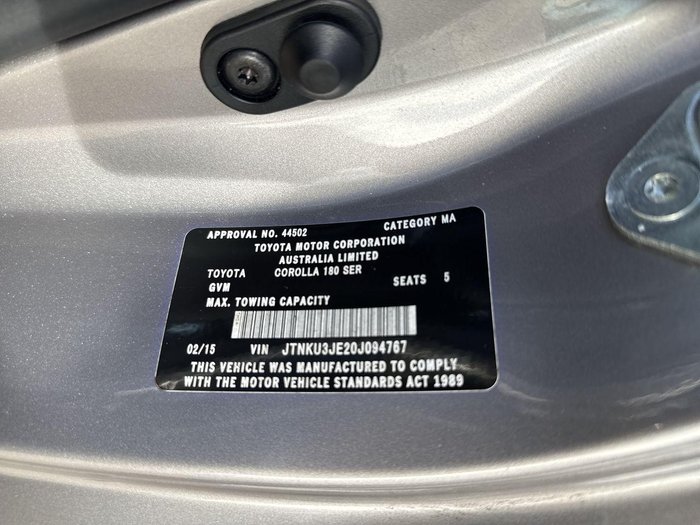 APPROVAL NO. 44502 CATEGORY MA
TOYOTA MOTOR CORPORATION
AUSTRALIA LIMITED
TOYOTA COROLLA 180 SER
GVM SEATS 5
MAX. TOWING CAPACITY
02/15 VIN JTNKU3JE20J094767
THIS VEHICLE WAS MANUFACTURED TO COMPLY
WITH THE MOTOR VEHICLE STANDARDS ACT 1989